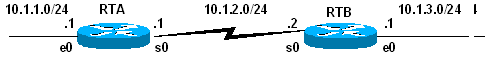 10.1.1.0/24 RTA 10.1.2.0/24 RTB 10.1.3.0/24
.1 .1 .2 .1
e0 s0 s0 e0